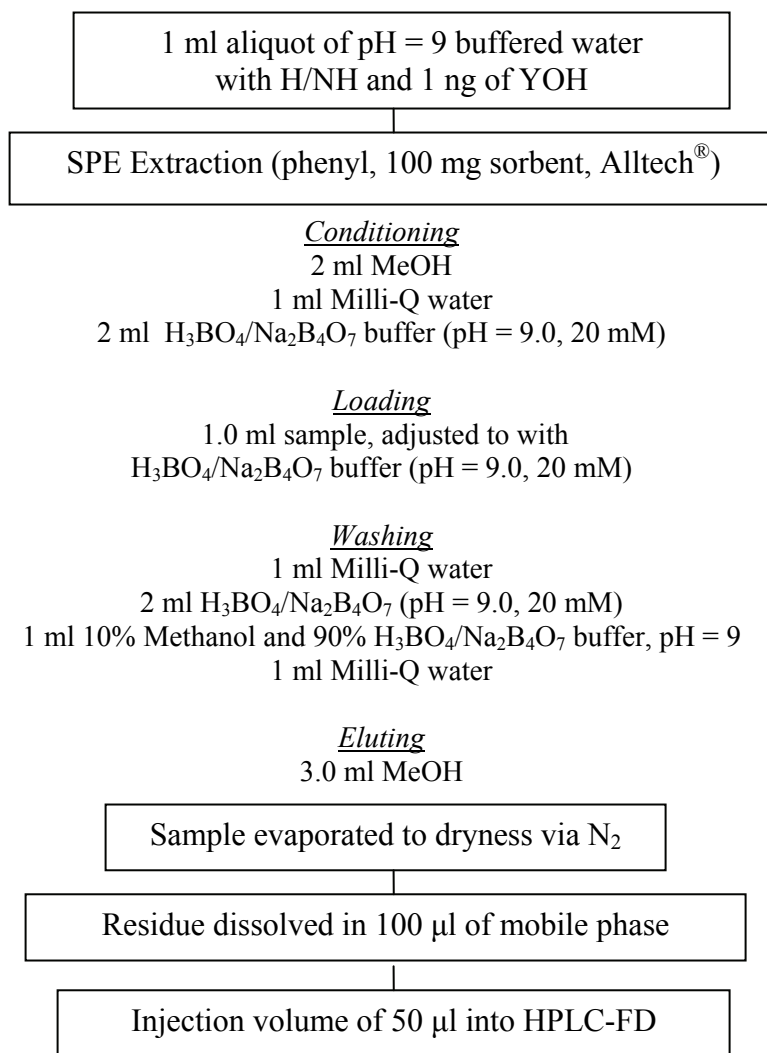 1 ml aliquot of pH = 9 buffered water
with H/NH and 1 ng of YOH
SPE Extraction (phenyl, 100 mg sorbent, Alltech®)
Conditioning
2 ml MeOH
1 ml Milli-Q water
2 ml H₃BO₄/Na₂B₄O₇ buffer (pH = 9.0, 20 mM)
Loading
1.0 ml sample, adjusted to with
H₃BO₄/Na₂B₄O₇ buffer (pH = 9.0, 20 mM)
Washing
1 ml Milli-Q water
2 ml H₃BO₄/Na₂B₄O₇ (pH = 9.0, 20 mM)
1 ml 10% Methanol and 90% H₃BO₄/Na₂B₄O₇ buffer, pH = 9
1 ml Milli-Q water
Eluting
3.0 ml MeOH
Sample evaporated to dryness via N₂
Residue dissolved in 100 μl of mobile phase
Injection volume of 50 μl into HPLC-FD